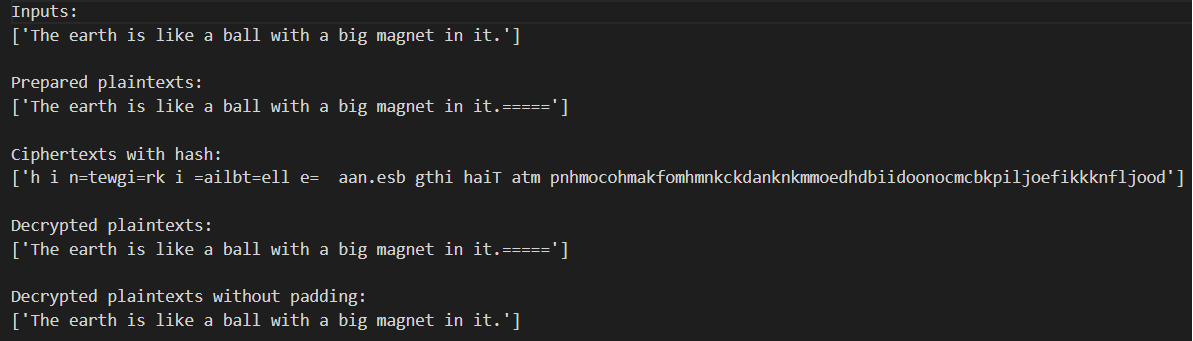 Inputs:
['The earth is like a ball with a big magnet in it.']
Prepared plaintexts:
['The earth is like a ball with a big magnet in it.=====']
Ciphertexts with hash:
['h i n=tewgi=rk i =ailbt=ell e=  aan.esb gthi haiT atm pnhmocohmakfomhmnkckdanknkmmoedhdbiidoonocmcbkpiljoefikkknfljood']
Decrypted plaintexts:
['The earth is like a ball with a big magnet in it.=====']
Decrypted plaintexts without padding:
['The earth is like a ball with a big magnet in it.']